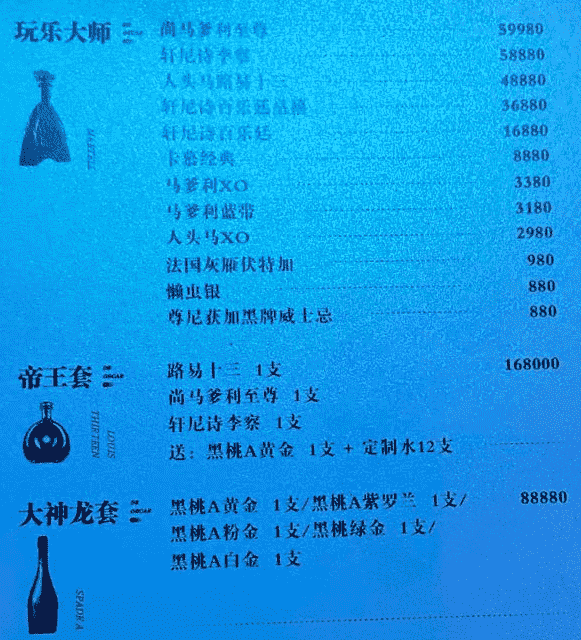 玩乐大师
尚马爹利至尊 59980
轩尼诗李察 58880
人头马路易十三 48880
轩尼诗百乐廷皇禧 36880
轩尼诗百乐廷 16880
卡慕经典 8880
马爹利XO 3380
马爹利蓝带 3180
人头马XO 2980
法国灰雁伏特加 980
懒虫银 880
尊尼获加黑牌威士忌 880
MARTELL
帝王套
路易十三 1支 168000
尚马爹利至尊 1支
轩尼诗李察 1支
送：黑桃A黄金 1支 + 定制水12支
LOUIS
THIRTEEN
大神龙套
黑桃A黄金 1支/黑桃A紫罗兰 1支/ 88880
黑桃A粉金 1支/黑桃绿金 1支/
黑桃A白金 1支
SPADE A